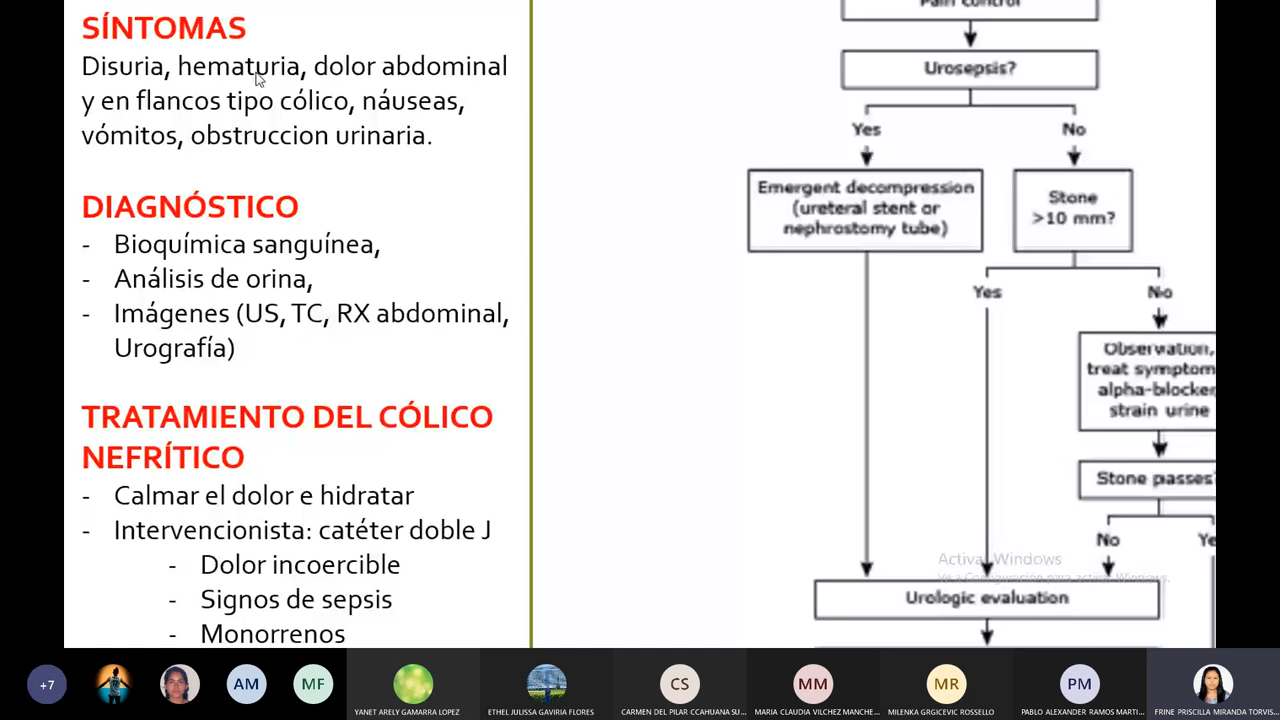 SÍNTOMAS
Disuria, hematuria, dolor abdominal
y en flancos tipo cólico, náuseas,
vómitos, obstruccion urinaria.
DIAGNÓSTICO
- Bioquímica sanguínea,
- Análisis de orina,
- Imágenes (US, TC, RX abdominal,
Urografía)
TRATAMIENTO DEL CÓLICO
NEFRÍTICO
- Calmar el dolor e hidratar
- Intervencionista: catéter doble J
- Dolor incoercible
- Signos de sepsis
- Monorrenos
Pain control
Urosepsis?
Yes
No
Emergent decompression
(ureteral stent or
nephrostomy tube)
Stone
>10 mm?
Yes
No
Observation,
treat symptom
alpha-blocker
strain urine
Stone passes?
No
Ye
Activar Windows
Ve a Configuración para activar Windows.
Urologic evaluation
+7
AM
MF
YANET ARELY GAMARRA LOPEZ
ETHEL JULISSA GAVIRIA FLORES
CS
CARMEN DEL PILAR CCAHUANA SU...
MM
MARIA CLAUDIA VILCHEZ MANCHE...
MR
MILENKA GRGICEVIC ROSSELLO
PM
PABLO ALEXANDER RAMOS MARTI...
FRINE PRISCILLA MIRANDA TORVIS...